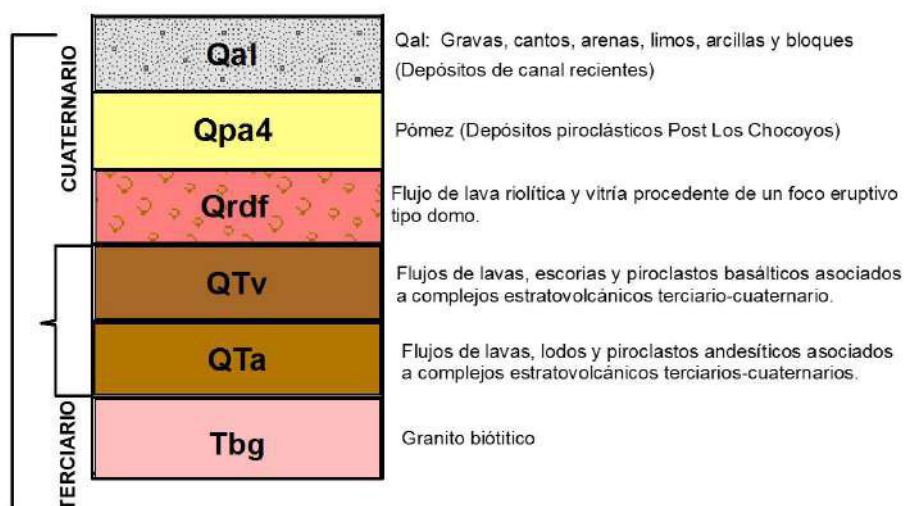 CUATERNARIO
Qal
Qal: Gravas, cantos, arenas, limos, arcillas y bloques
(Depósitos de canal recientes)
Qpa4
Pómez (Depósitos piroclásticos Post Los Chocoyos)
Qrdf
Flujo de lava riolítica y vitría procedente de un foco eruptivo
tipo domo.
QTv
Flujos de lavas, escorias y piroclastos basálticos asociados
a complejos estratovolcánicos terciario-cuaternario.
QTa
Flujos de lavas, lodos y piroclastos andesíticos asociados
a complejos estratovolcánicos terciarios-cuaternarios.
TERCIARIO
Tbg
Granito biótitico